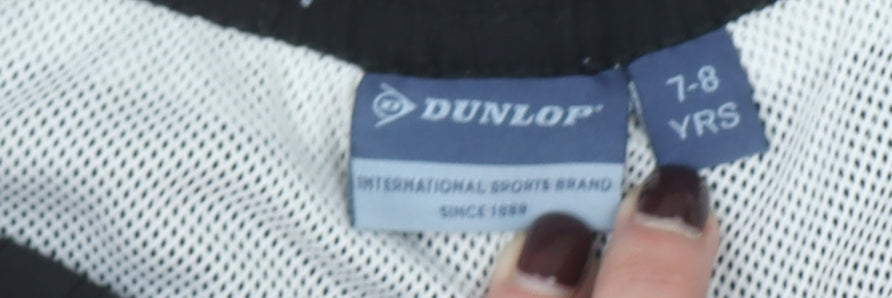 DUNLOP
INTERNATIONAL SPORTS BRAND
SINCE 1889
7-8
YRS